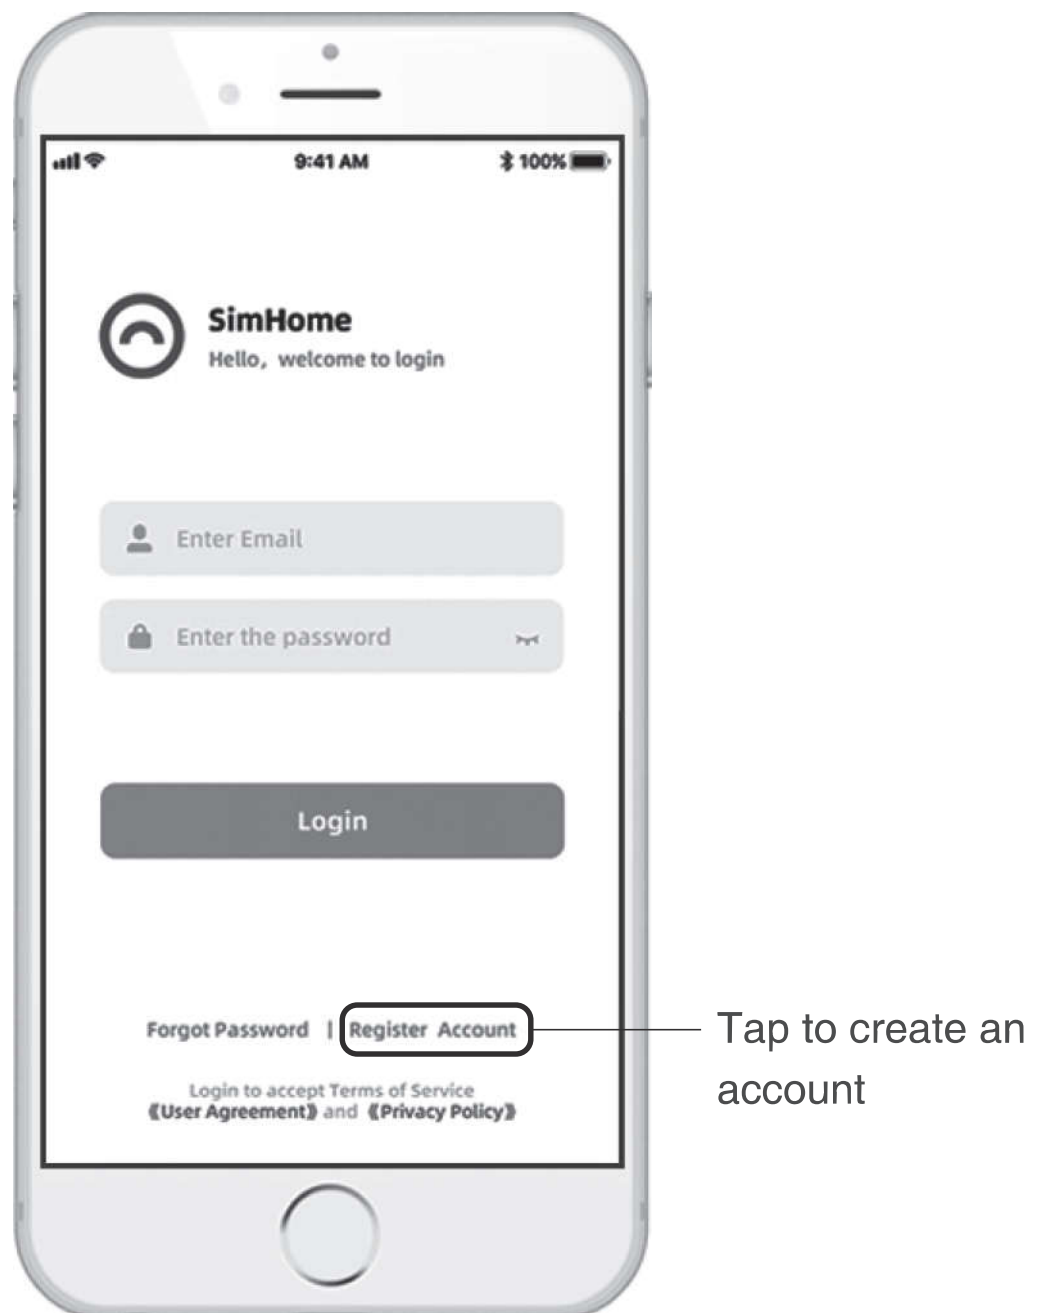 9:41 AM
100%
SimHome
Hello, welcome to login
Enter Email
Enter the password
Login
Forgot Password | Register Account
Tap to create an
account
Login to accept Terms of Service
《User Agreement》 and 《Privacy Policy》